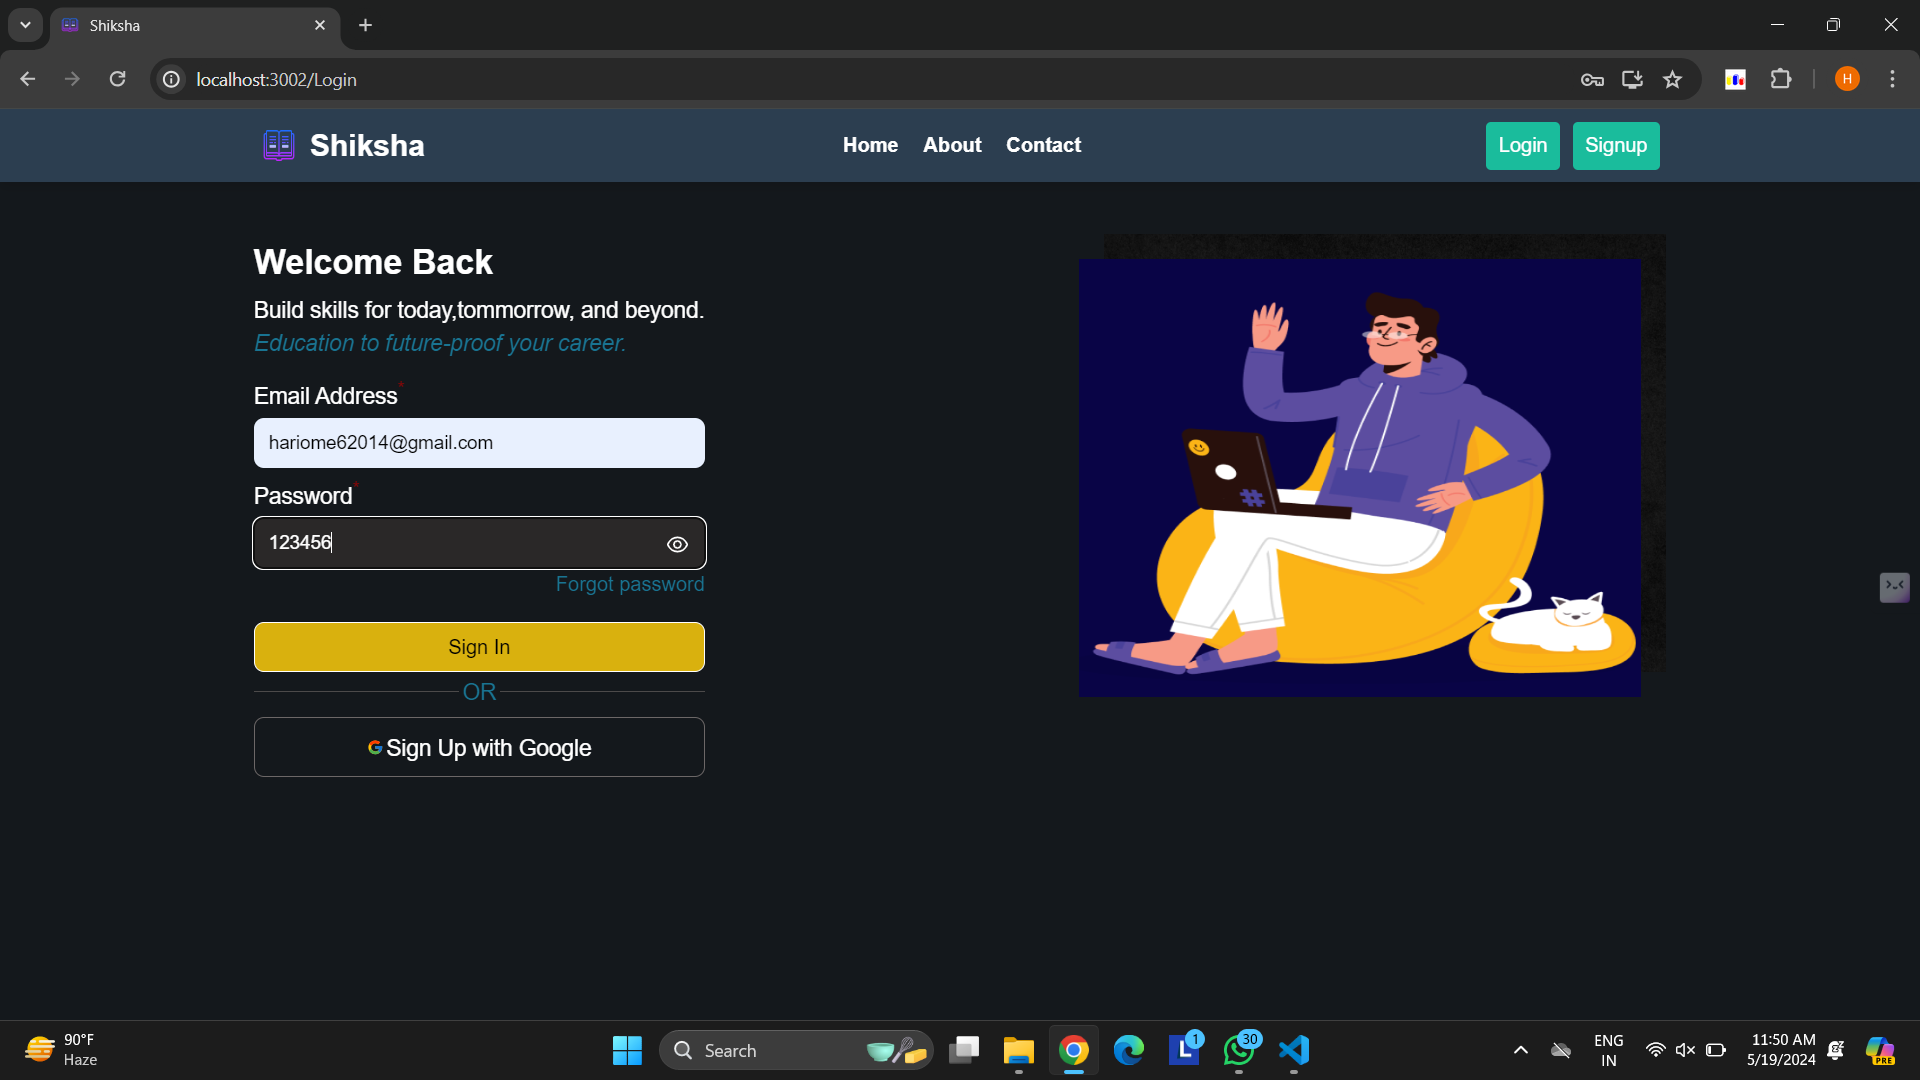 Shiksha
localhost:3002/Login
H
Shiksha
Home About Contact
Login Signup
Welcome Back
Build skills for today,tommorrow, and beyond.
Education to future-proof your career.
Email Address*
hariome62014@gmail.com
Password*
123456
Forgot password
Sign In
OR
Sign Up with Google
90°F
Haze
Search
L 1
30
PRE
ENG
IN
11:50 AM
5/19/2024